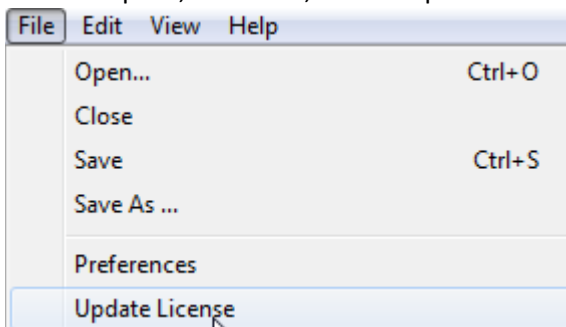 File Edit View Help
Open... Ctrl+O
Close
Save Ctrl+S
Save As ...
Preferences
Update License